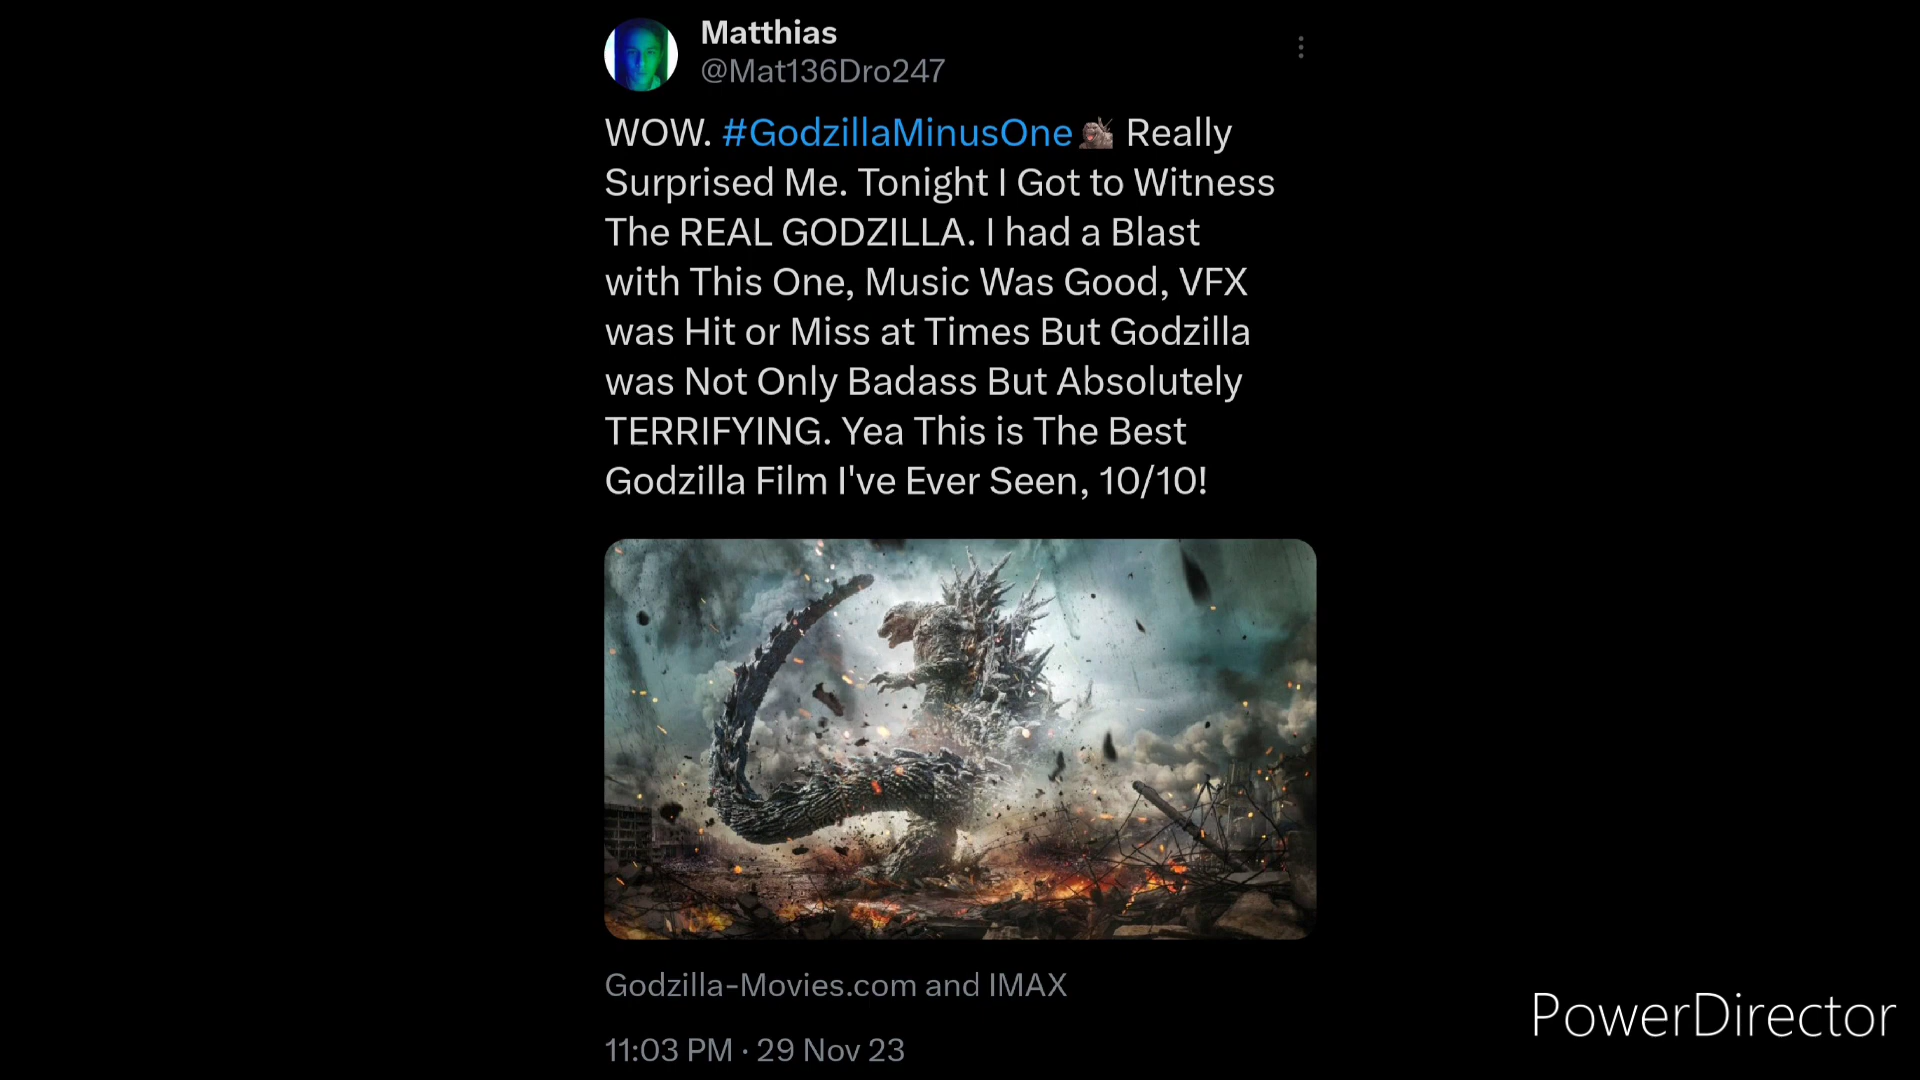 Matthias
@Mat136Dro247
WOW. #GodzillaMinusOne Really
Surprised Me. Tonight I Got to Witness
The REAL GODZILLA. I had a Blast
with This One, Music Was Good, VFX
was Hit or Miss at Times But Godzilla
was Not Only Badass But Absolutely
TERRIFYING. Yea This is The Best
Godzilla Film I've Ever Seen, 10/10!
Godzilla-Movies.com and IMAX
11:03 PM · 29 Nov 23
PowerDirector